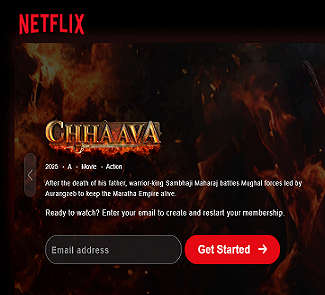 NETFLIX
CHHAAVA
2025 • A • Movie • Action
After the death of his father, warrior-king Sambhaji Maharaj battles Mughal forces led by
Aurangzeb to keep the Maratha Empire alive.
Ready to watch? Enter your email to create and restart your membership.
Email address
Get Started